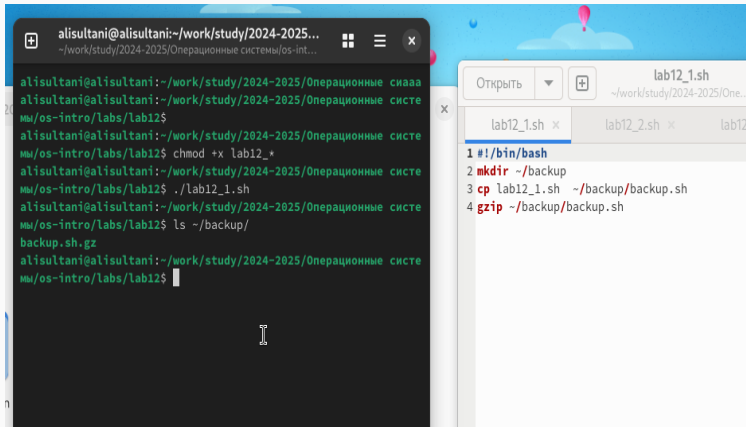 alisultani@alisultani:~/work/study/2024-2025...
~/work/study/2024-2025/Операционные системы/os-int...
alisultani@alisultani:~/work/study/2024-2025/Операционные сиааа
alisultani@alisultani:~/work/study/2024-2025/Операционные систе
мы/os-intro/labs/lab12$
alisultani@alisultani:~/work/study/2024-2025/Операционные систе
мы/os-intro/labs/lab12$ chmod +x lab12_*
alisultani@alisultani:~/work/study/2024-2025/Операционные систе
мы/os-intro/labs/lab12$ ./lab12_1.sh
alisultani@alisultani:~/work/study/2024-2025/Операционные систе
мы/os-intro/labs/lab12$ ls ~/backup/
backup.sh.gz
alisultani@alisultani:~/work/study/2024-2025/Операционные систе
мы/os-intro/labs/lab12$
Открыть
lab12_1.sh
~/work/study/2024-2025/Опе...
lab12_1.sh
lab12_2.sh
lab12
1 #!/bin/bash
2 mkdir ~/backup
3 cp lab12_1.sh  ~/backup/backup.sh
4 gzip ~/backup/backup.sh